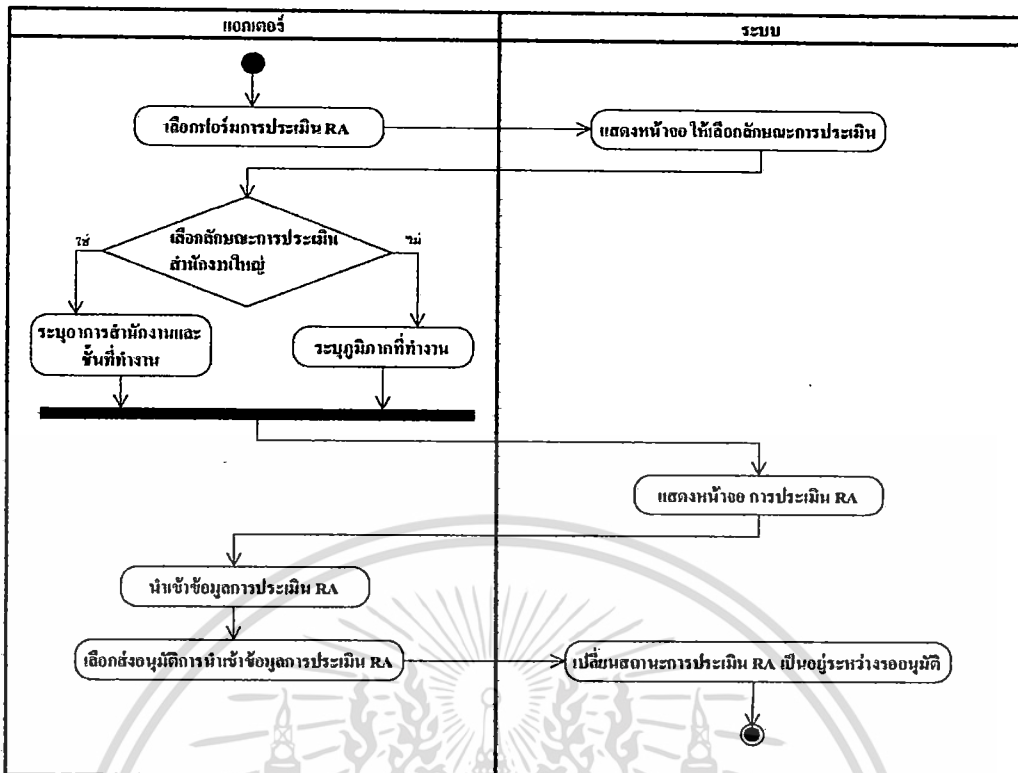 แอกเตอร์
ระบบ
เลือกฟอร์มการประเมิน RA
แสดงหน้าจอ ให้เลือกลักษณะการประเมิน
เลือกลักษณะการประเมิน
สำนักงานใหญ่
ใช่
ไม่
ระบุอาการสำนักงานและ
ชั้นที่ทำงาน
ระบุภูมิภาคที่ทำงาน
แสดงหน้าจอ การประเมิน RA
นำเข้าข้อมูลการประเมิน RA
เลือกส่งอนุมัติการนำเข้าข้อมูลการประเมิน RA
เปลี่ยนสถานะการประเมิน RA เป็นอยู่ระหว่างรออนุมัติ